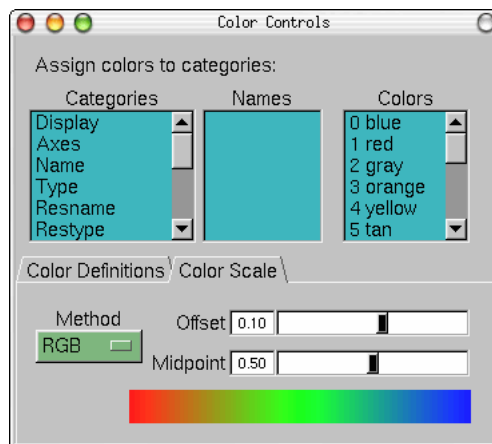 Color Controls
Assign colors to categories:
Categories Names Colors
Display 0 blue
Axes 1 red
Name 2 gray
Type 3 orange
Resname 4 yellow
Restype 5 tan
Color Definitions Color Scale
Method
RGB
Offset 0.10
Midpoint 0.50